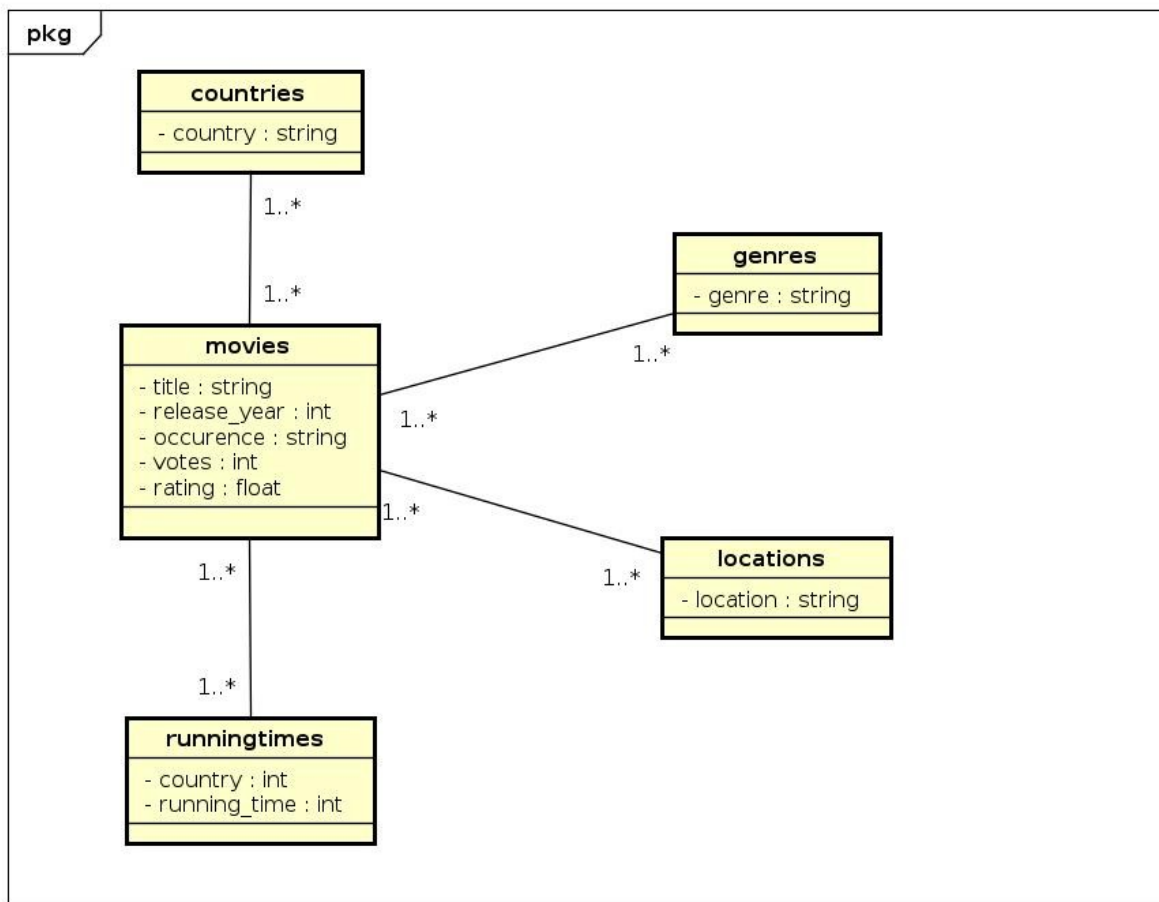 pkg
countries
- country : string
1..*
1..*
genres
- genre : string
1..*
1..*
movies
- title : string
- release_year : int
- occurence : string
- votes : int
- rating : float
1..*
1..*
locations
- location : string
1..*
1..*
runningtimes
- country : int
- running_time : int